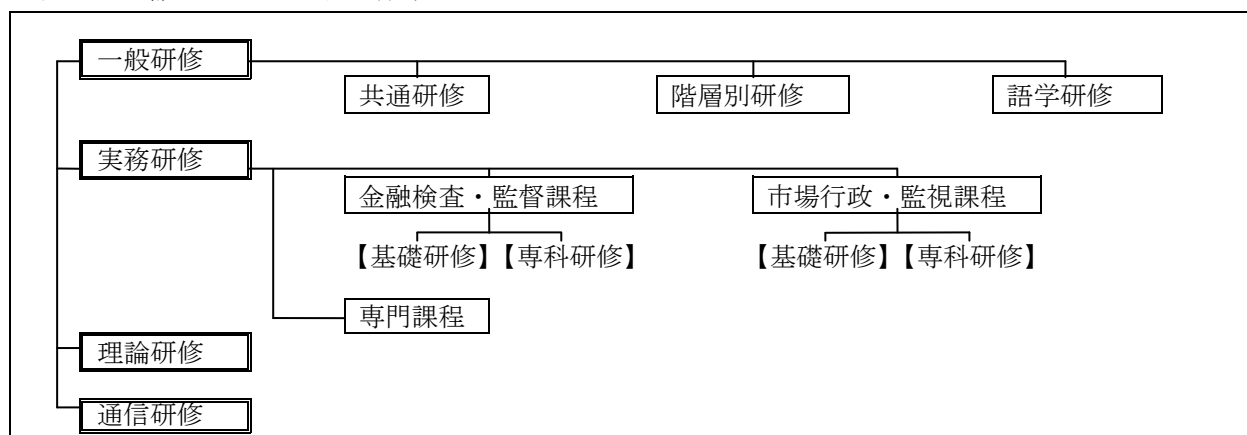 一般研修
共通研修 階層別研修 語学研修
実務研修
金融検査・監督課程 市場行政・監視課程
【基礎研修】【専科研修】 【基礎研修】【専科研修】
専門課程
理論研修
通信研修